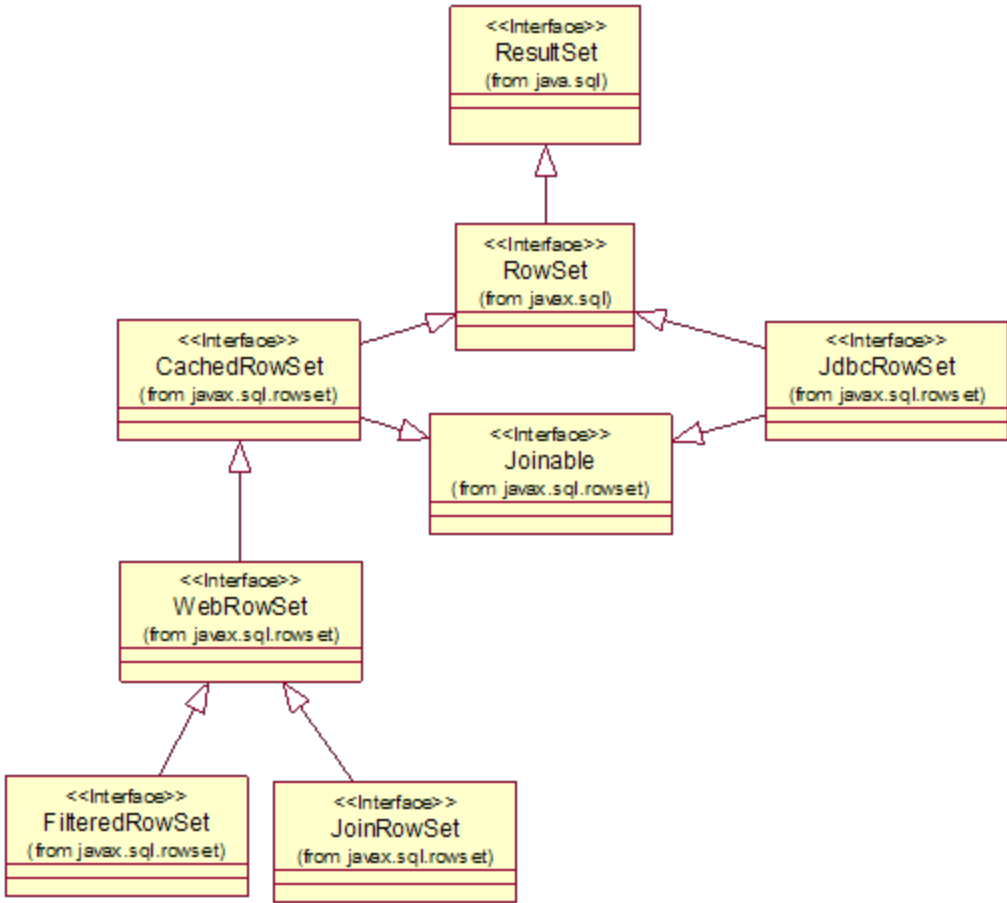 <<Interface>>
ResultSet
(from java.sql)
<<Interface>>
RowSet
(from javax.sql)
<<Interface>>
CachedRowSet
(from javax.sql.rowset)
<<Interface>>
JdbcRowSet
(from javax.sql.rowset)
<<Interface>>
Joinable
(from javax.sql.rowset)
<<Interface>>
WebRowSet
(from javax.sql.rowset)
<<Interface>>
FilteredRowSet
(from javax.sql.rowset)
<<Interface>>
JoinRowSet
(from javax.sql.rowset)